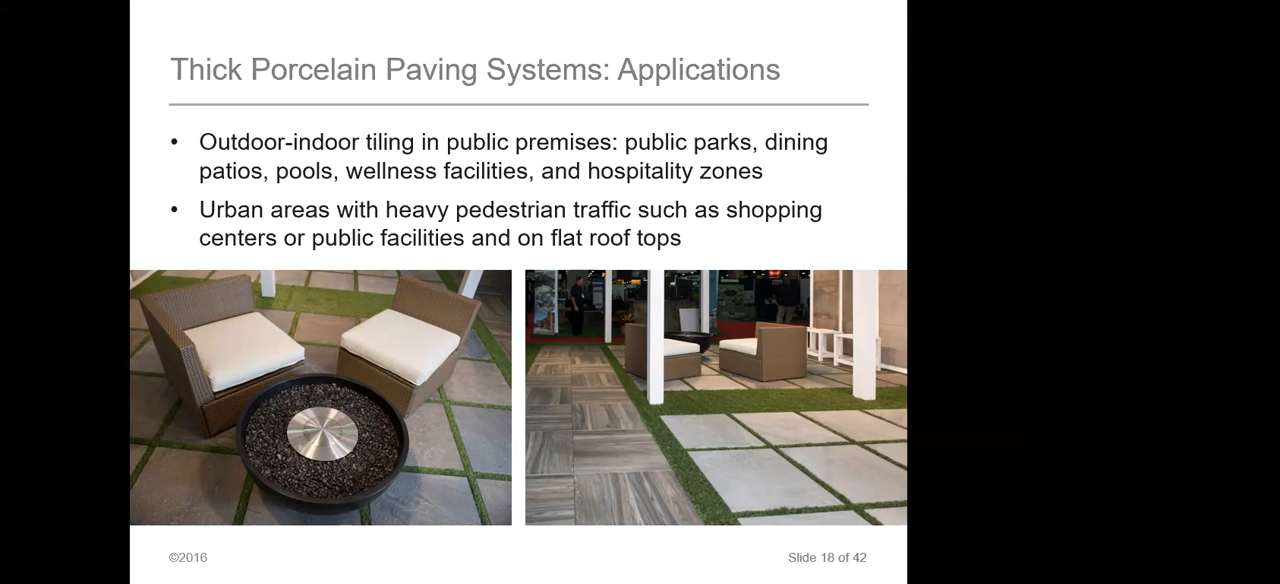 Thick Porcelain Paving Systems: Applications
• Outdoor-indoor tiling in public premises: public parks, dining
patios, pools, wellness facilities, and hospitality zones
• Urban areas with heavy pedestrian traffic such as shopping
centers or public facilities and on flat roof tops
©2016
Slide 18 of 42